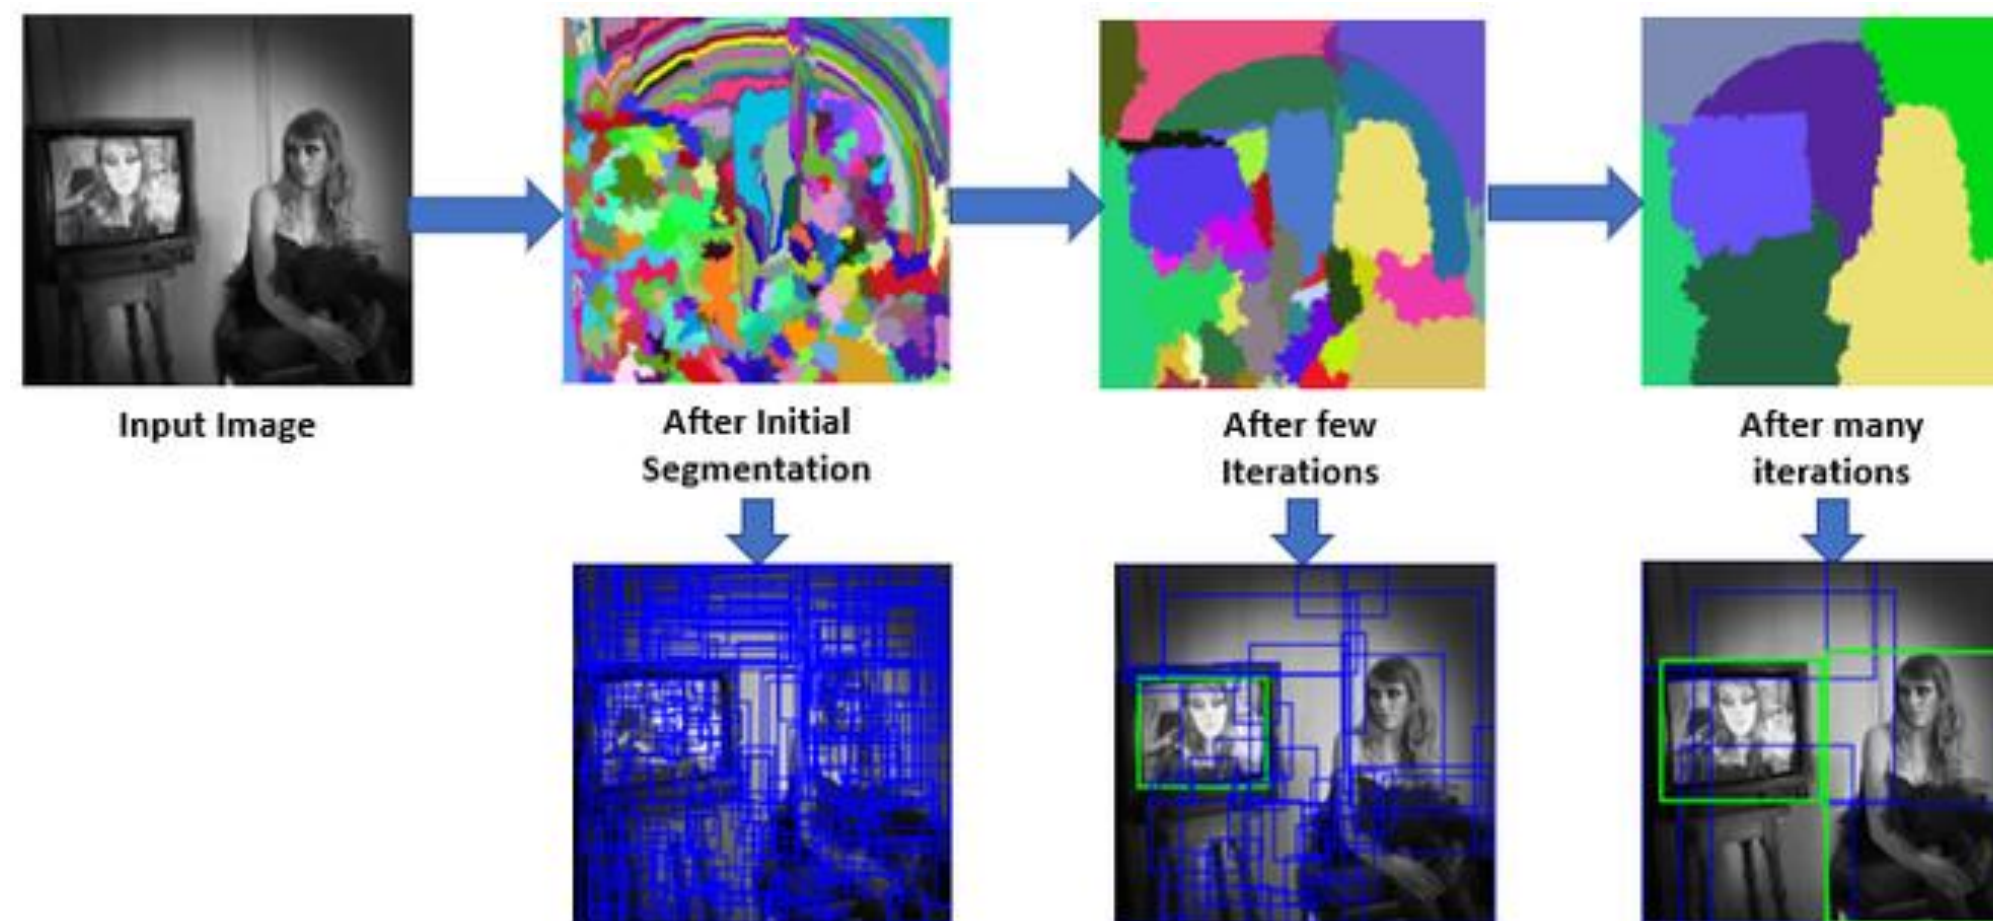 Input Image
After Initial
Segmentation
After few
Iterations
After many
iterations